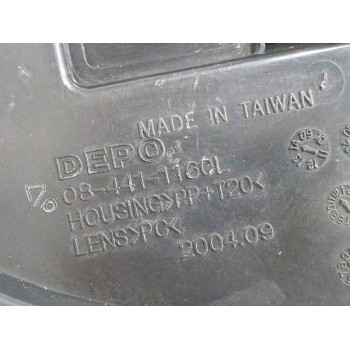 MADE IN TAIWAN
DEPO
08-441-1160L
HOUSING>PP+T20<
LENS>PC<
2004.09